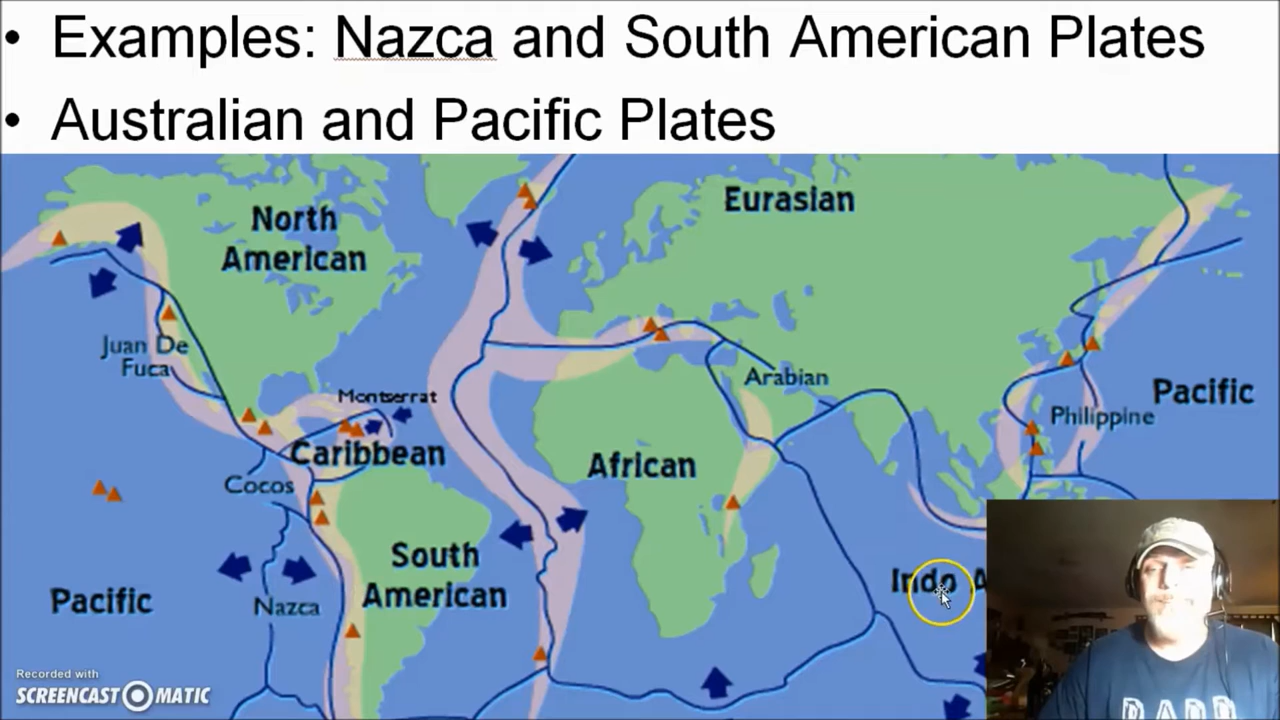 • Examples: Nazca and South American Plates
• Australian and Pacific Plates
Eurasian
North
American
Juan De
Fuca
Montserrat
Arabian
Pacific
Philippine
Caribbean
African
Cocos
South
American
Indo A
Pacific
Nazca
Recorded with
SCREENCAST MATIC